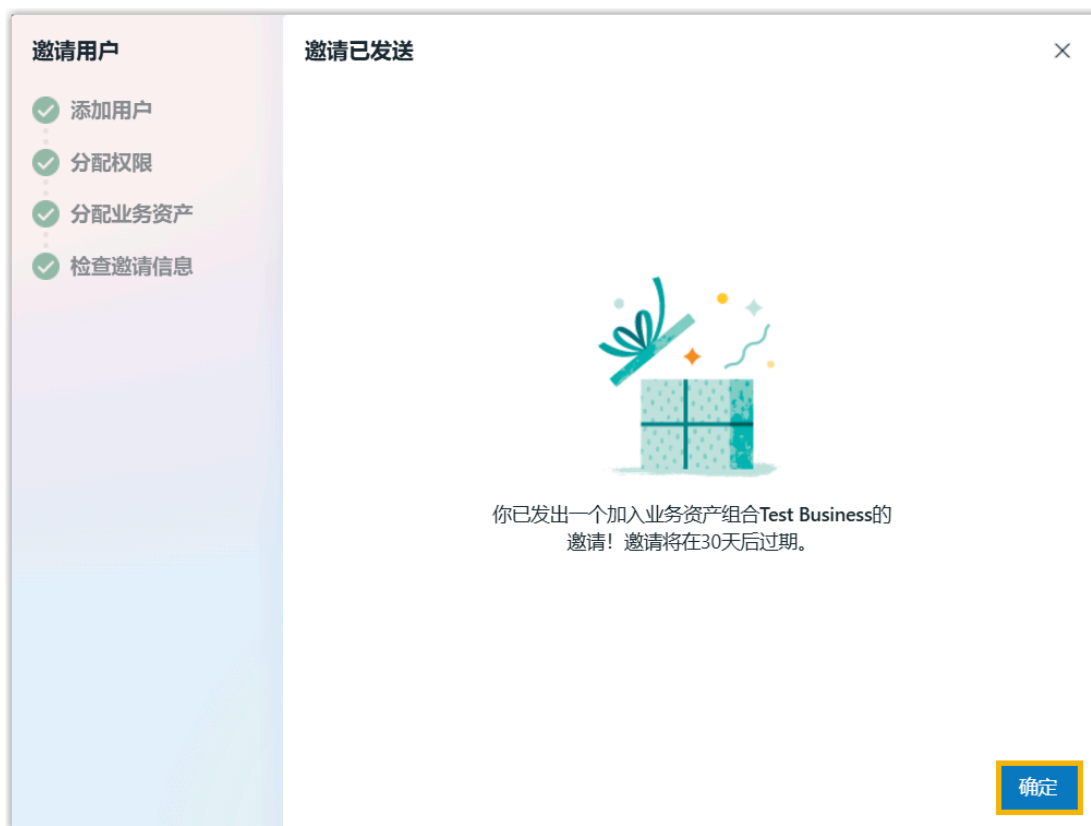 邀请用户
添加用户
分配权限
分配业务资产
检查邀请信息
邀请已发送
你已发出一个加入业务资产组合Test Business的
邀请！邀请将在30天后过期。
确定